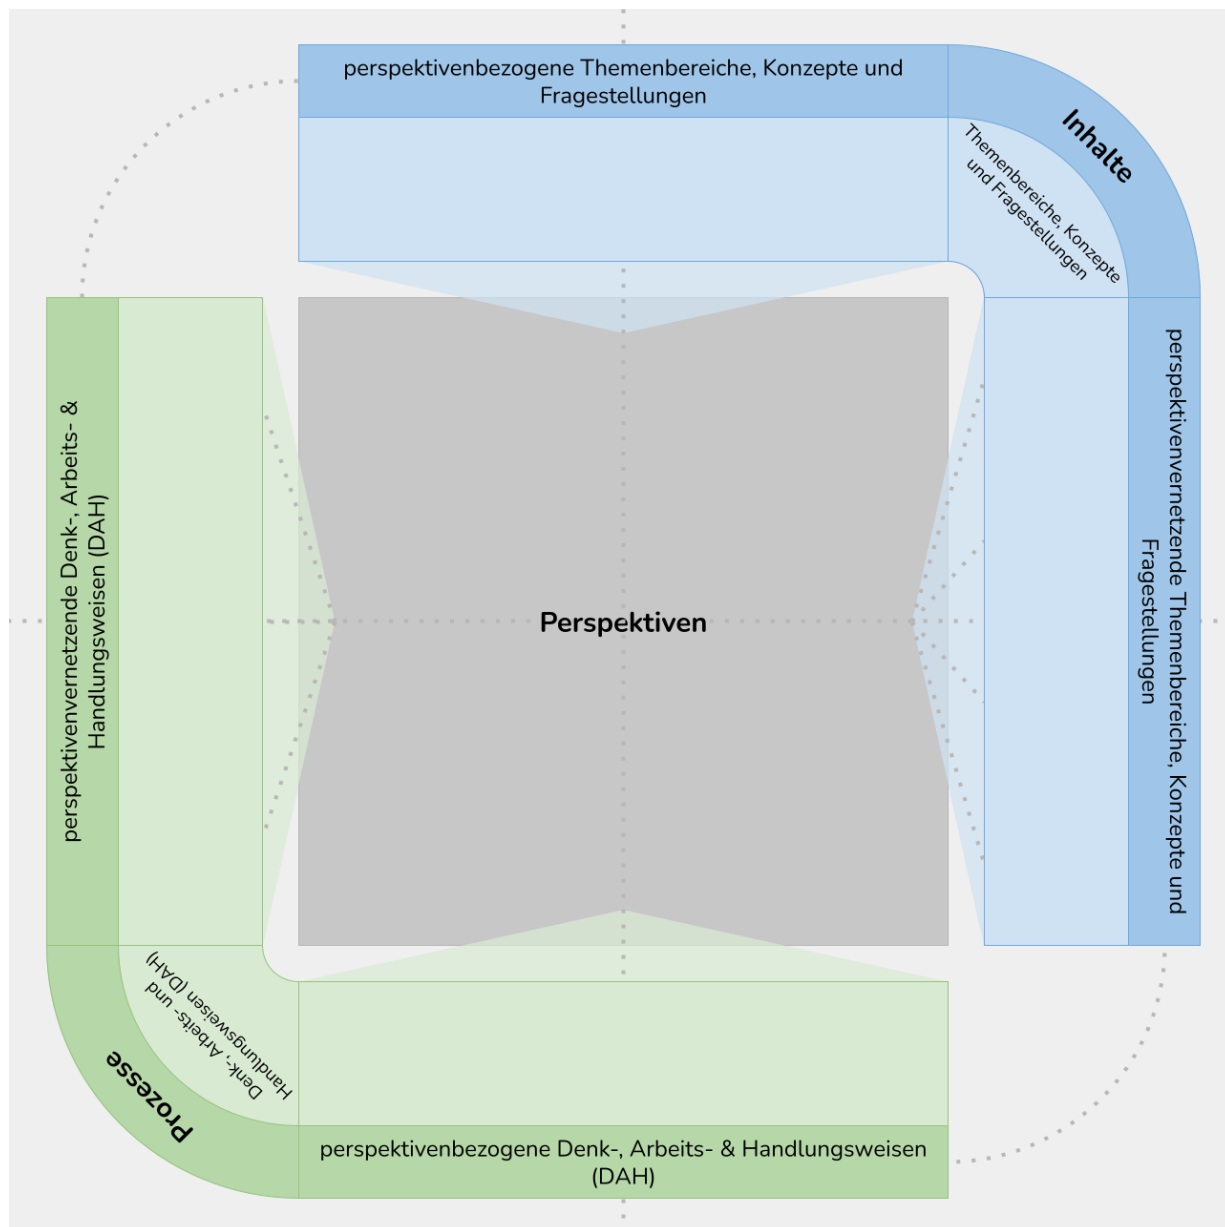 perspektivenbezogene Themenbereiche, Konzepte und
Fragestellungen
Inhalte
Themenbereiche, Konzepte
und Fragestellungen
perspektivenvernetzende Themenbereiche, Konzepte und
Fragestellungen
perspektivenvernetzende Denk-, Arbeits- &
Handlungsweisen (DAH)
Perspektiven
Denk-, Arbeits- und
Handlungsweisen (DAH)
Prozesse
perspektivenbezogene Denk-, Arbeits- & Handlungsweisen
(DAH)